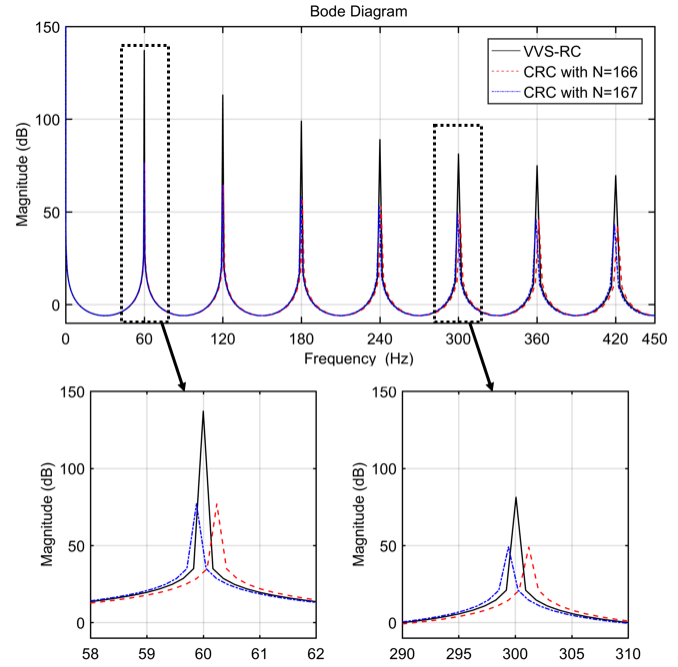 Bode Diagram
150
100
50
0
Magnitude (dB)
VVS-RC
CRC with N=166
CRC with N=167
0 60 120 180 240 300 360 420 450
Frequency (Hz)
150
100
50
0
Magnitude (dB)
58 59 60 61 62
150
100
50
0
Magnitude (dB)
290 295 300 305 310